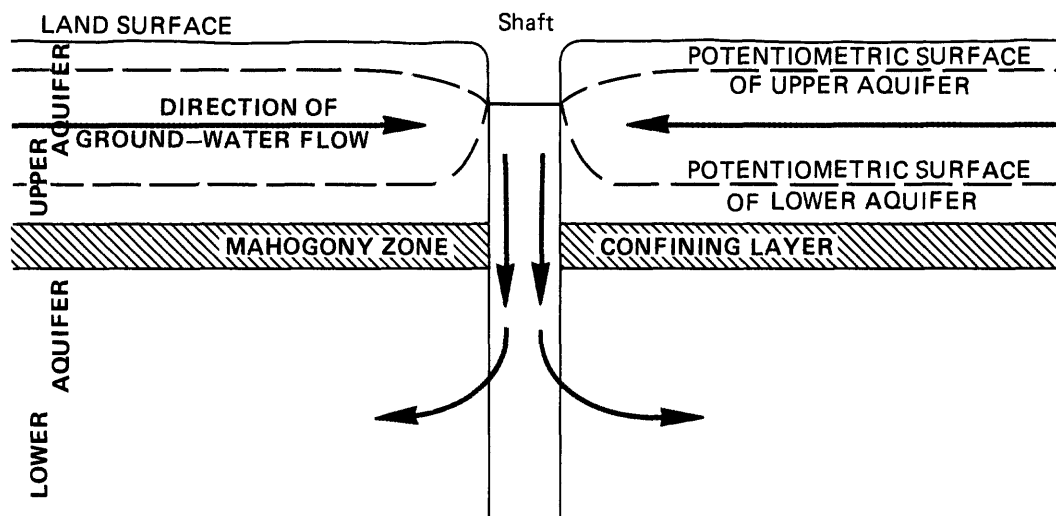 LAND SURFACE
Shaft
POTENTIOMETRIC SURFACE
OF UPPER AQUIFER
DIRECTION OF
GROUND–WATER FLOW
UPPER AQUIFER
POTENTIOMETRIC SURFACE
OF LOWER AQUIFER
MAHOGONY ZONE
CONFINING LAYER
LOWER AQUIFER